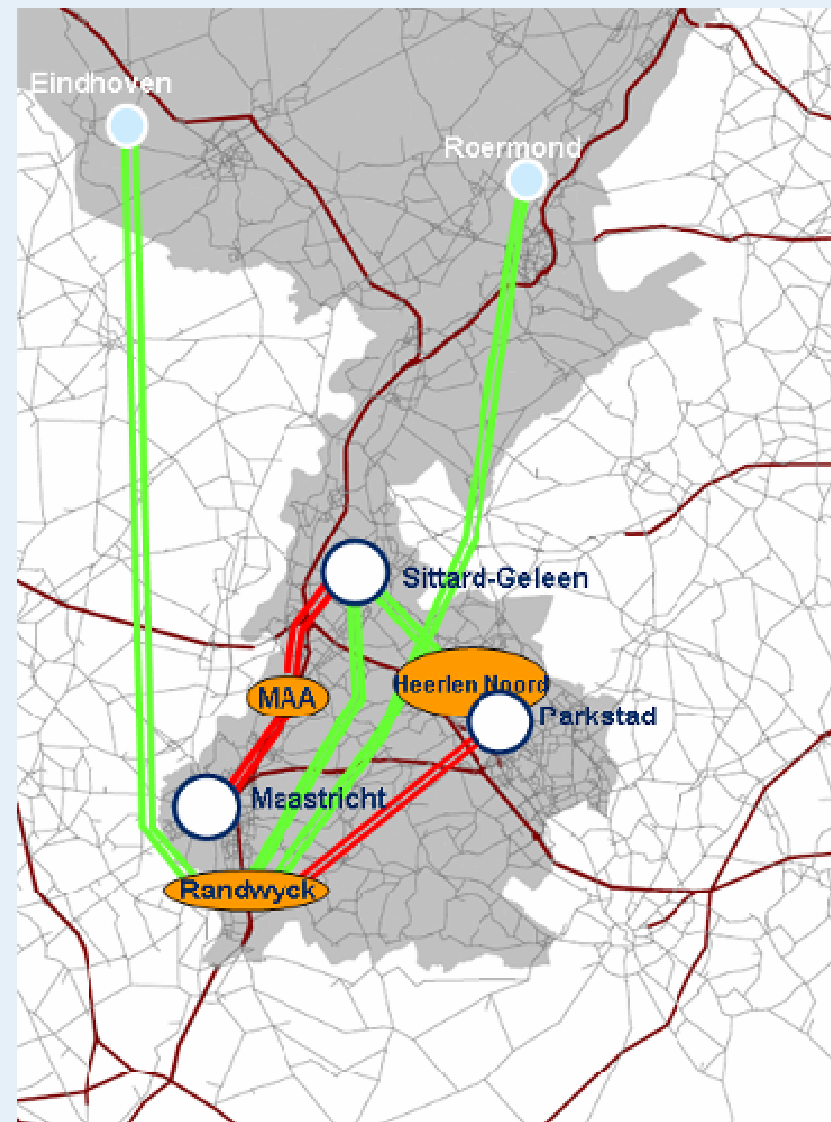 Eindhoven
Roermond
Sittard-Geleen
Heerlen Noord
MAA
Parkstad
Maastricht
Randwyck